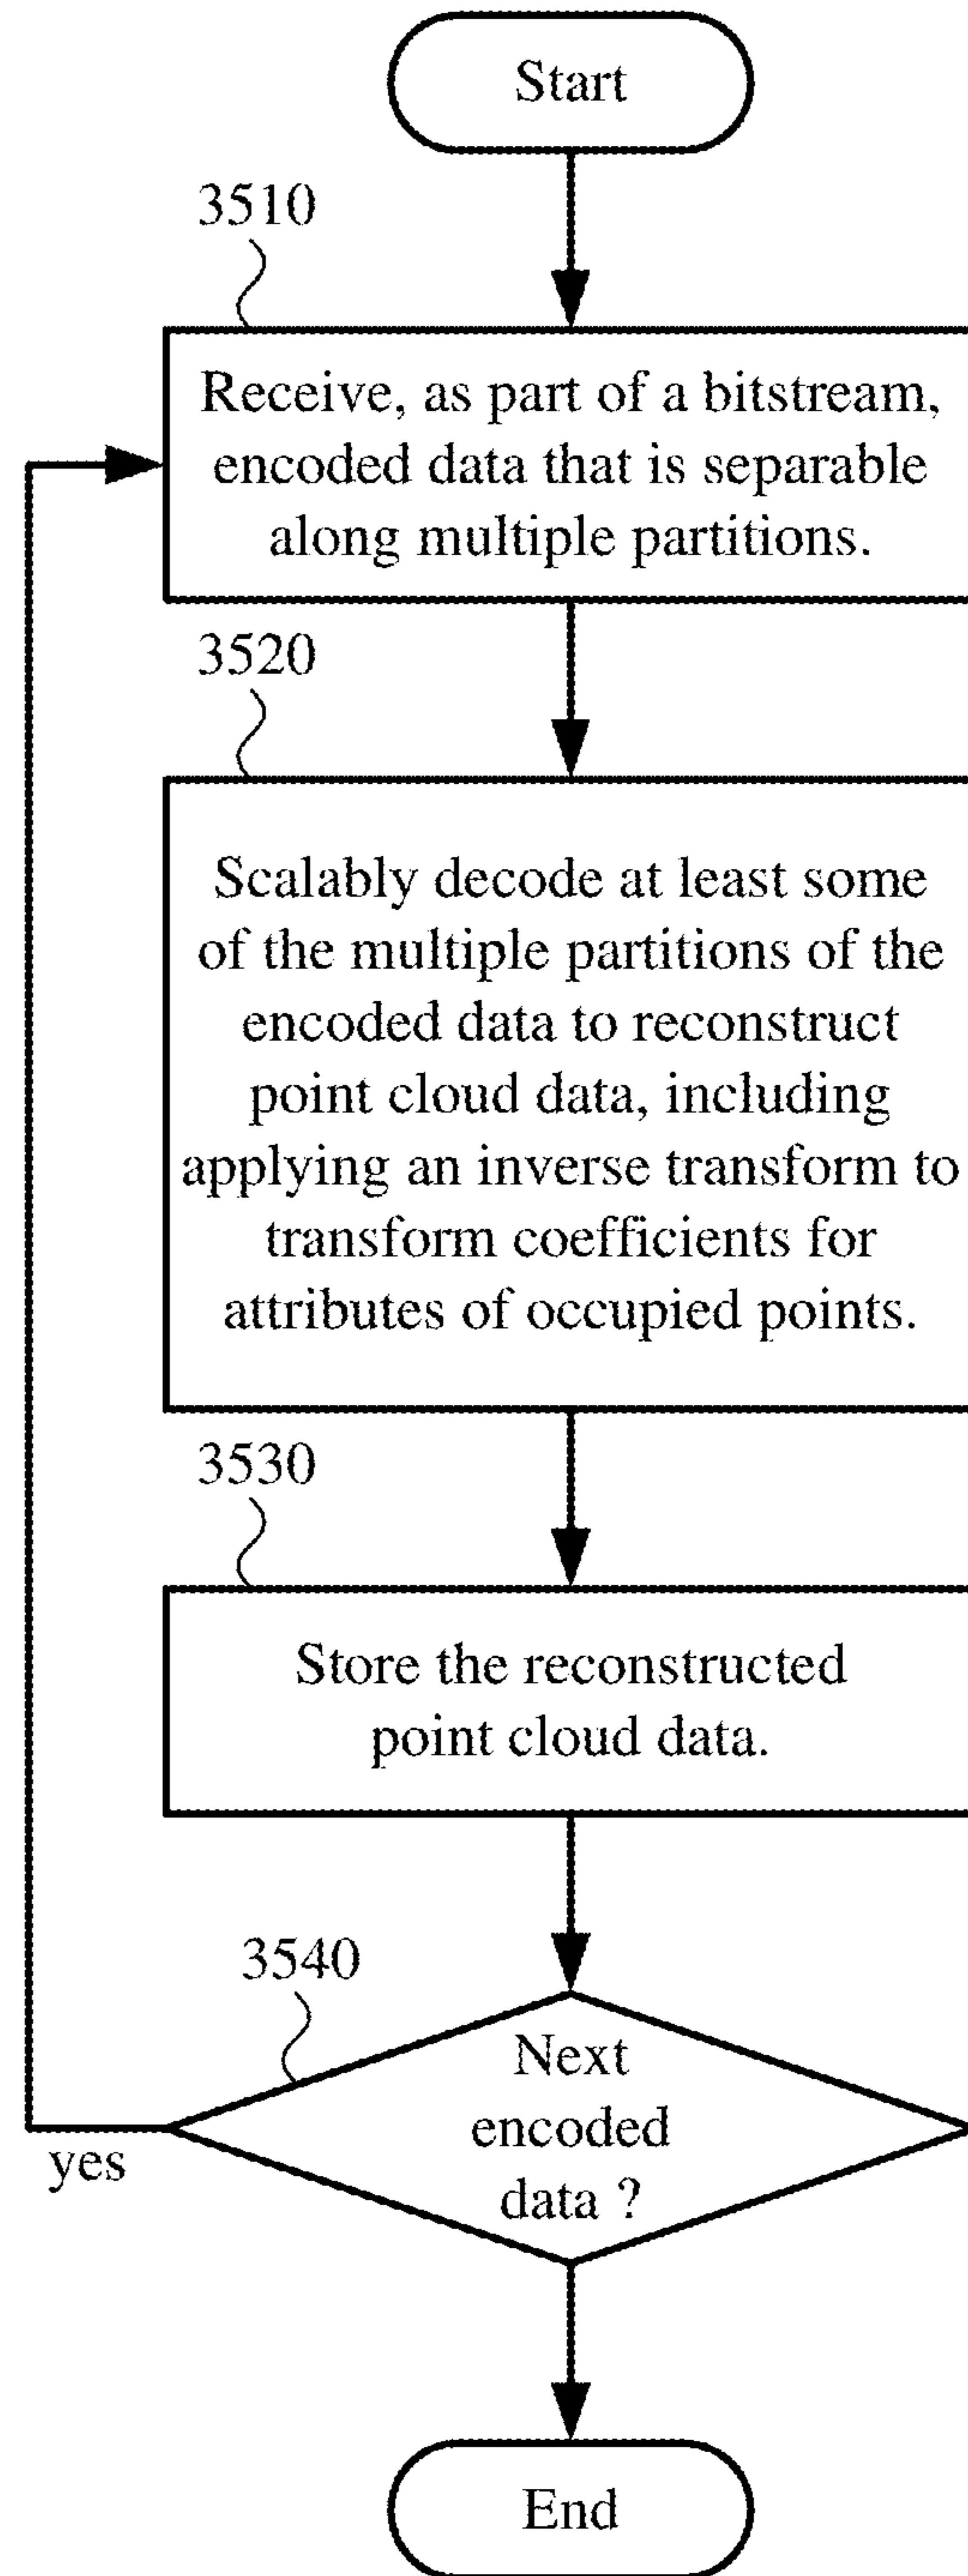 Start
3510
Receive, as part of a bitstream,
encoded data that is separable
along multiple partitions.
3520
Scalably decode at least some
of the multiple partitions of the
encoded data to reconstruct
point cloud data, including
applying an inverse transform to
transform coefficients for
attributes of occupied points.
3530
Store the reconstructed
point cloud data.
3540
Next
encoded
data ?
yes
End